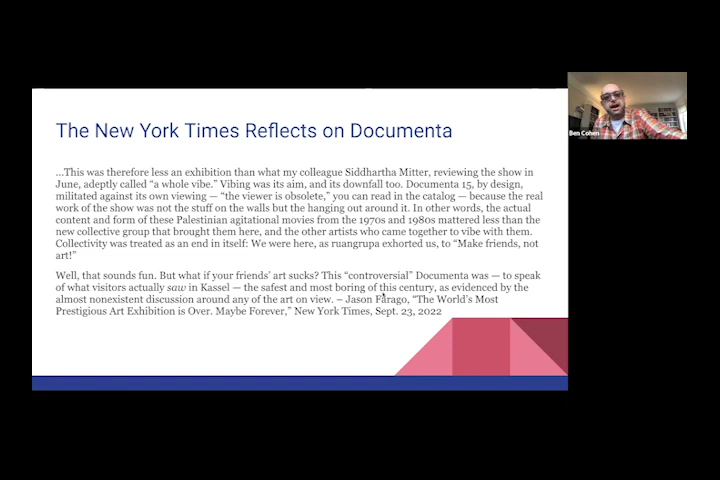 The New York Times Reflects on Documenta
Ben Cohen
…This was therefore less an exhibition than what my colleague Siddhartha Mitter, reviewing the show in
June, adeptly called “a whole vibe.” Vibing was its aim, and its downfall too. Documenta 15, by design,
militated against its own viewing — “the viewer is obsolete,” you can read in the catalog — because the real
work of the show was not the stuff on the walls but the hanging out around it. In other words, the actual
content and form of these Palestinian agitational movies from the 1970s and 1980s mattered less than the
new collective group that brought them here, and the other artists who came together to vibe with them.
Collectivity was treated as an end in itself: We were here, as ruangrupa exhorted us, to “Make friends, not
art!”
Well, that sounds fun. But what if your friends’ art sucks? This “controversial” Documenta was — to speak
of what visitors actually saw in Kassel — the safest and most boring of this century, as evidenced by the
almost nonexistent discussion around any of the art on view. – Jason Farago, “The World’s Most
Prestigious Art Exhibition is Over. Maybe Forever,” New York Times, Sept. 23, 2022